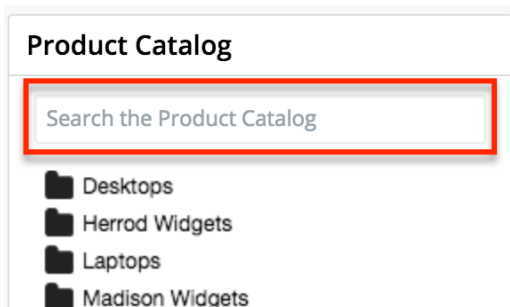 Product Catalog
Search the Product Catalog
Desktops
Herrod Widgets
Laptops
Madison Widgets